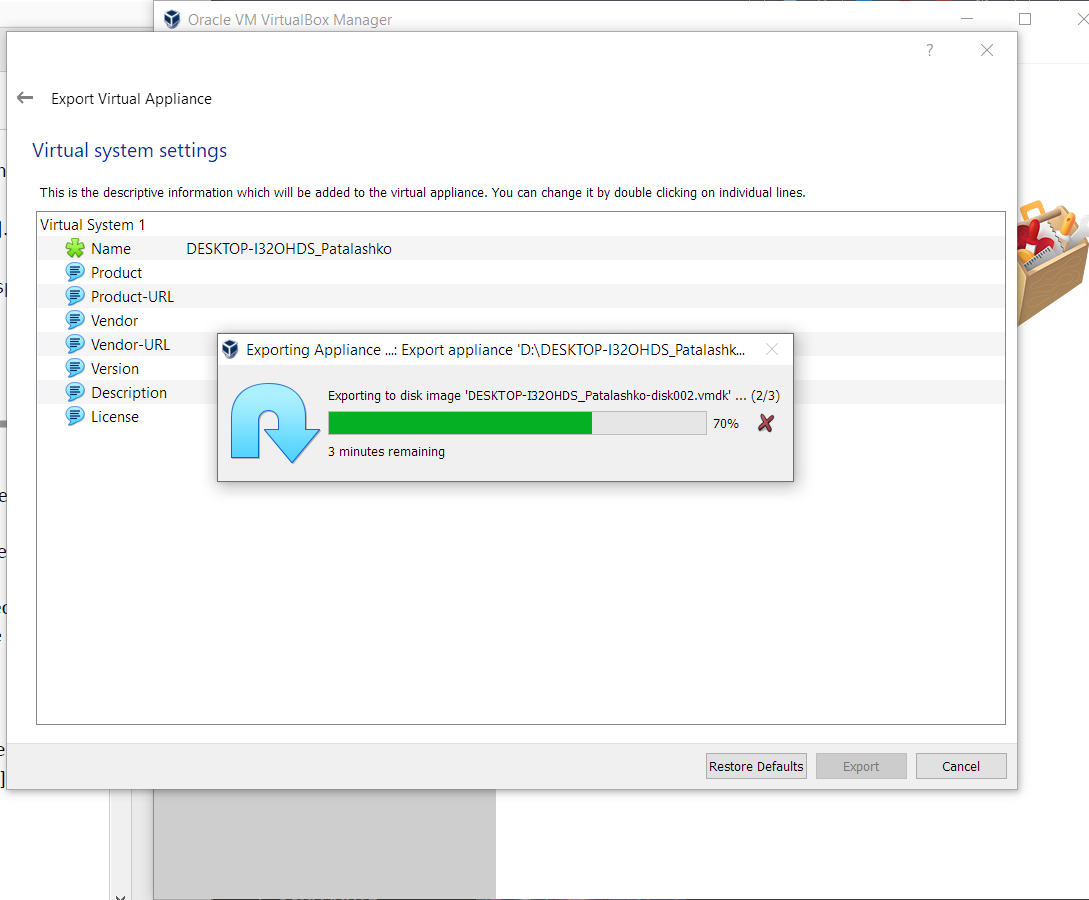 Oracle VM VirtualBox Manager
?
Export Virtual Appliance
Virtual system settings
This is the descriptive information which will be added to the virtual appliance. You can change it by double clicking on individual lines.
Virtual System 1
Name DESKTOP-I32OHDS_Patalashko
Product
Product-URL
Vendor
Vendor-URL
Version
Description
License
Exporting Appliance ...: Export appliance 'D:\DESKTOP-I32OHDS_Patalashk...
Exporting to disk image 'DESKTOP-I32OHDS_Patalashko-disk002.vmdk' ... (2/3)
70%
3 minutes remaining
Restore Defaults Export Cancel